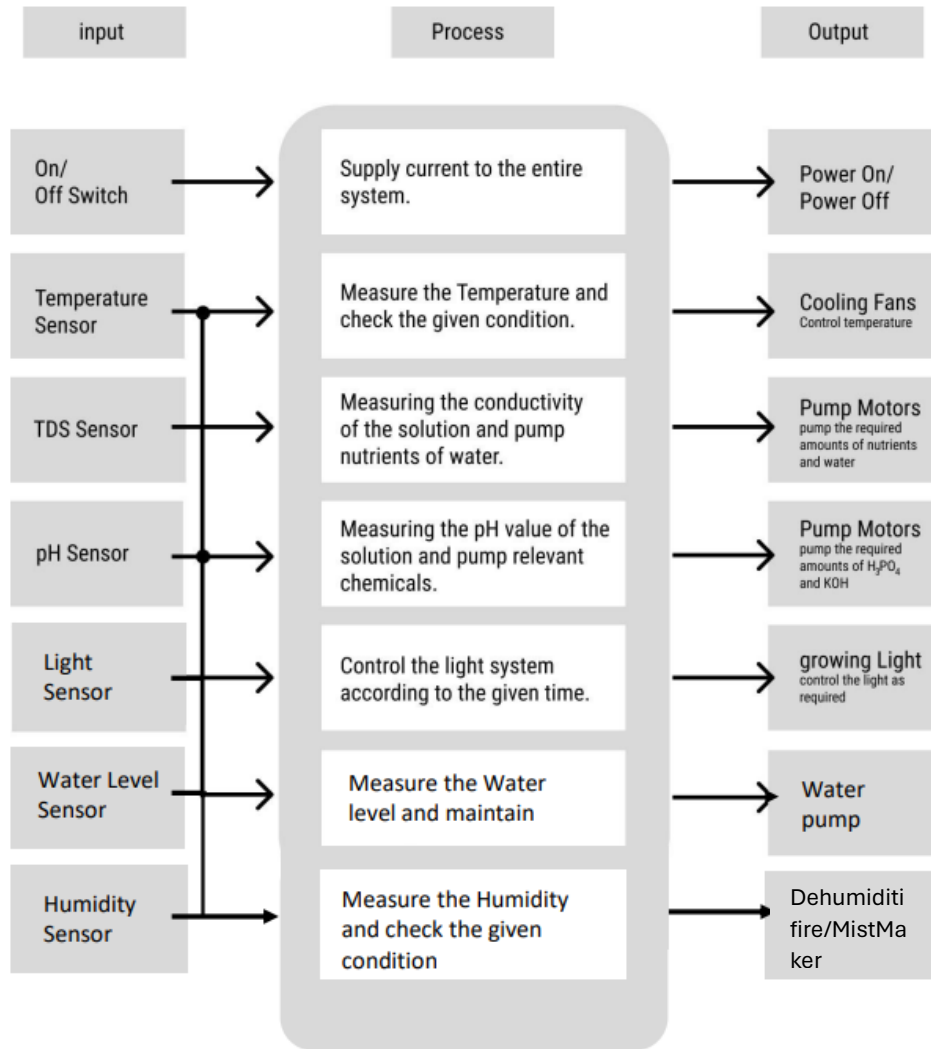 input
Process
Output
On/
Off Switch
Supply current to the entire
system.
Power On/
Power Off
Temperature
Sensor
Measure the Temperature and
check the given condition.
Cooling Fans
Control temperature
TDS Sensor
Measuring the conductivity
of the solution and pump
nutrients of water.
Pump Motors
pump the required
amounts of nutrients
and water
pH Sensor
Measuring the pH value of the
solution and pump relevant
chemicals.
Pump Motors
pump the required
amounts of H₃PO₄
and KOH
Light
Sensor
Control the light system
according to the given time.
growing Light
control the light as
required
Water Level
Sensor
Measure the Water
level and maintain
Water
pump
Humidity
Sensor
Measure the Humidity
and check the given
condition
Dehumiditi
fire/MistMa
ker